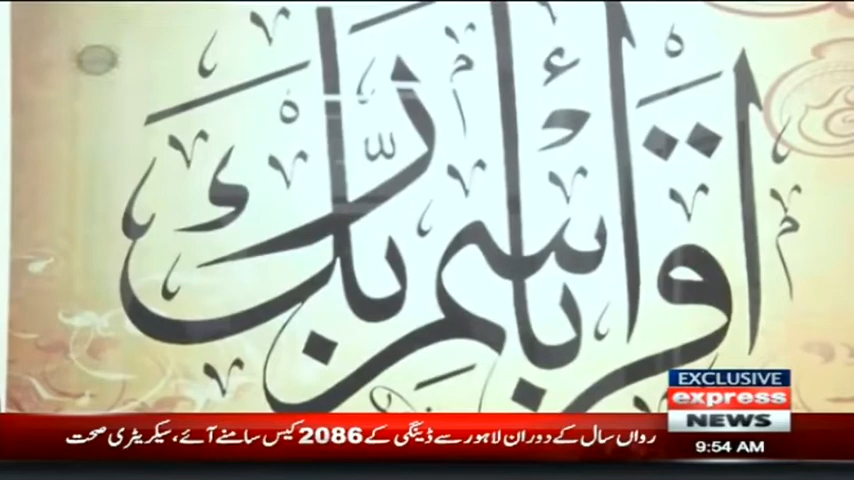 اقرأ باسم ربك
EXCLUSIVE
express
NEWS
9:54 AM
رواں سال کے دوران لاہور سے ڈینگی کے 2086 کیس سامنے آئے، سیکریٹری صحت